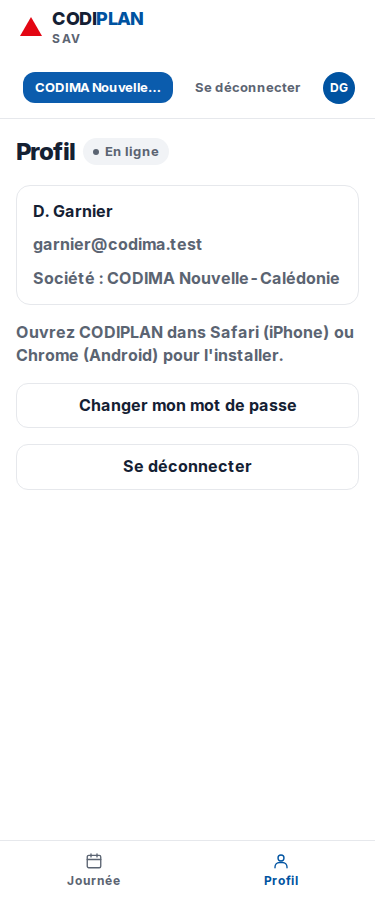 CODIPLAN
SAV
CODIMA Nouvelle...
Se déconnecter
DG
Profil
En ligne
D. Garnier
garnier@codima.test
Société : CODIMA Nouvelle-Calédonie
Ouvrez CODIPLAN dans Safari (iPhone) ou
Chrome (Android) pour l'installer.
Changer mon mot de passe
Se déconnecter
Journée
Profil